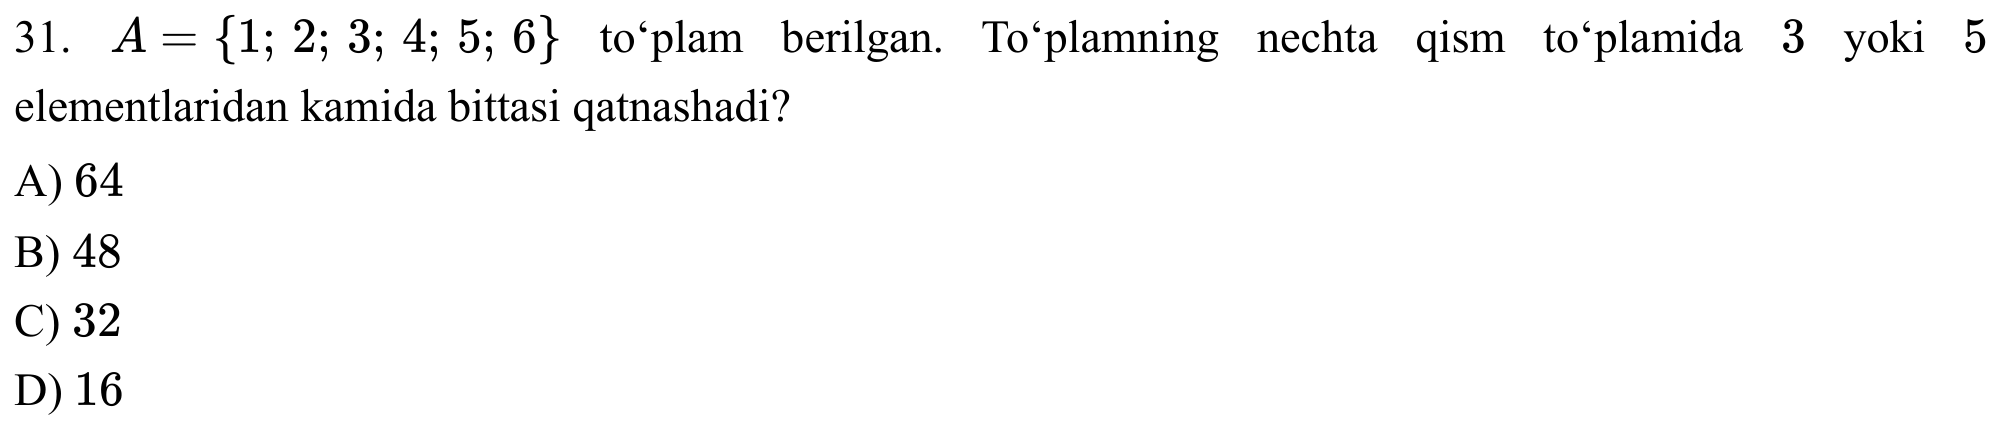 31. A = {1; 2; 3; 4; 5; 6} to‘plam berilgan. To‘plamning nechta qism to‘plamida 3 yoki 5
elementlaridan kamida bittasi qatnashadi?
A) 64
B) 48
C) 32
D) 16